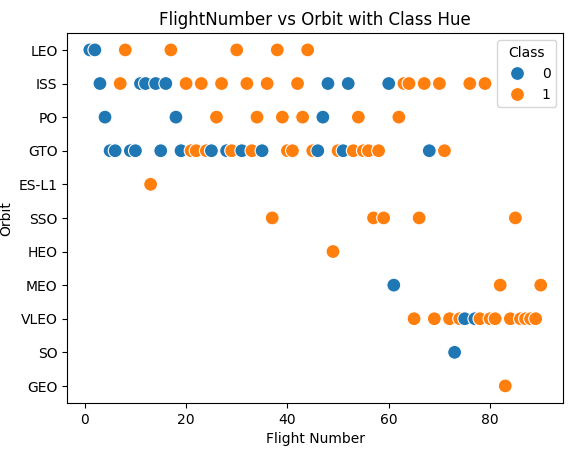 FlightNumber vs Orbit with Class Hue
LEO
ISS
PO
GTO
ES-L1
SSO
HEO
MEO
VLEO
SO
GEO
Orbit
Class
0
1
0
20
40
60
80
Flight Number